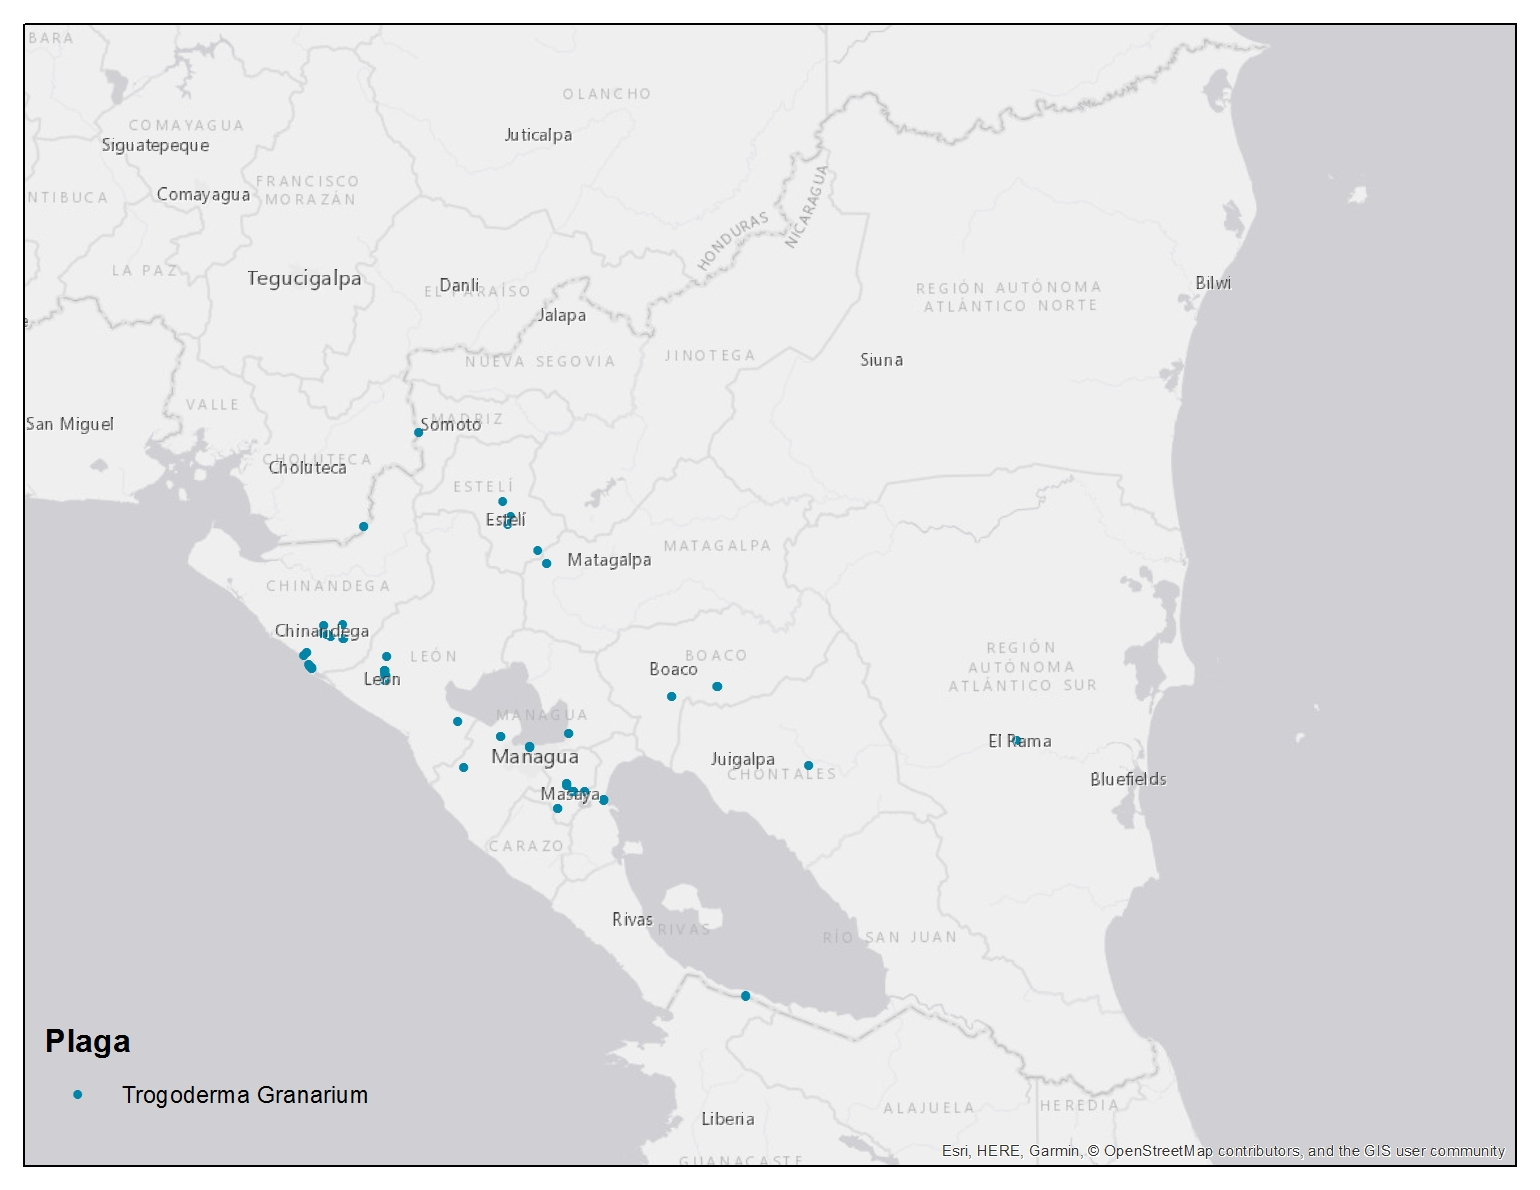 BARA
OLANCHO
COMAYAGUA
Juticalpa
Siguatepeque
FRANCISCO
MORAZÁN
NTIBUCA
Comayagua
HONDURAS
NICARAGUA
LA PAZ
Tegucigalpa
Danli
EL PARAÍSO
REGIÓN AUTÓNOMA
ATLÁNTICO NORTE
Bilwi
Jalapa
e
NUEVA SEGOVIA
JINOTEGA
Siuna
VALLE
San Miguel
MADRIZ
Somoto
CHOLUTECA
Choluteca
ESTELÍ
Estelí
MATAGALPA
Matagalpa
CHINANDEGA
Chinandega
LEÓN
BOACO
Boaco
REGIÓN
AUTÓNOMA
ATLÁNTICO SUR
León
MANAGUA
Managua
El Rama
Juigalpa
CHONTALES
Bluefields
Masaya
CARAZO
Rivas
RIVAS
RÍO SAN JUAN
Plaga
Trogoderma Granarium
Liberia
ALAJUELA
HEREDIA
GUANACASTE
Esri, HERE, Garmin, © OpenStreetMap contributors, and the GIS user community